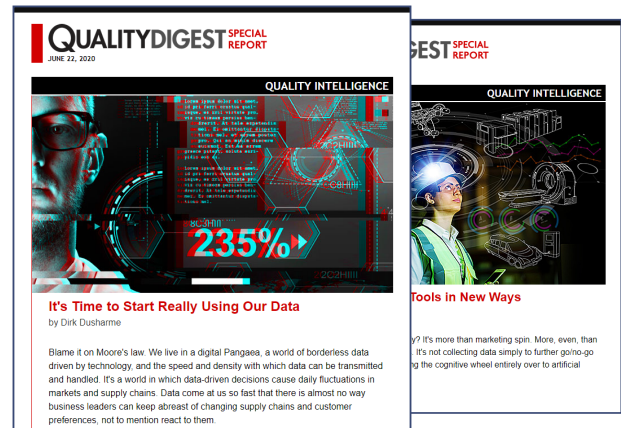 QUALITYDIGEST SPECIAL REPORT
JUNE 22, 2020
QUALITY INTELLIGENCE
235%
It's Time to Start Really Using Our Data
by Dirk Dusharme
Blame it on Moore's law. We live in a digital Pangaea, a world of borderless data
driven by technology, and the speed and density with which data can be transmitted
and handled. It's a world in which data-driven decisions cause daily fluctuations in
markets and supply chains. Data come at us so fast that there is almost no way
business leaders can keep abreast of changing supply chains and customer
preferences, not to mention react to them.
GEST SPECIAL REPORT
QUALITY INTELLIGENCE
Tools in New Ways
y? It's more than marketing spin. More, even, than
. It's not collecting data simply to further go/no-go
ng the cognitive wheel entirely over to artificial